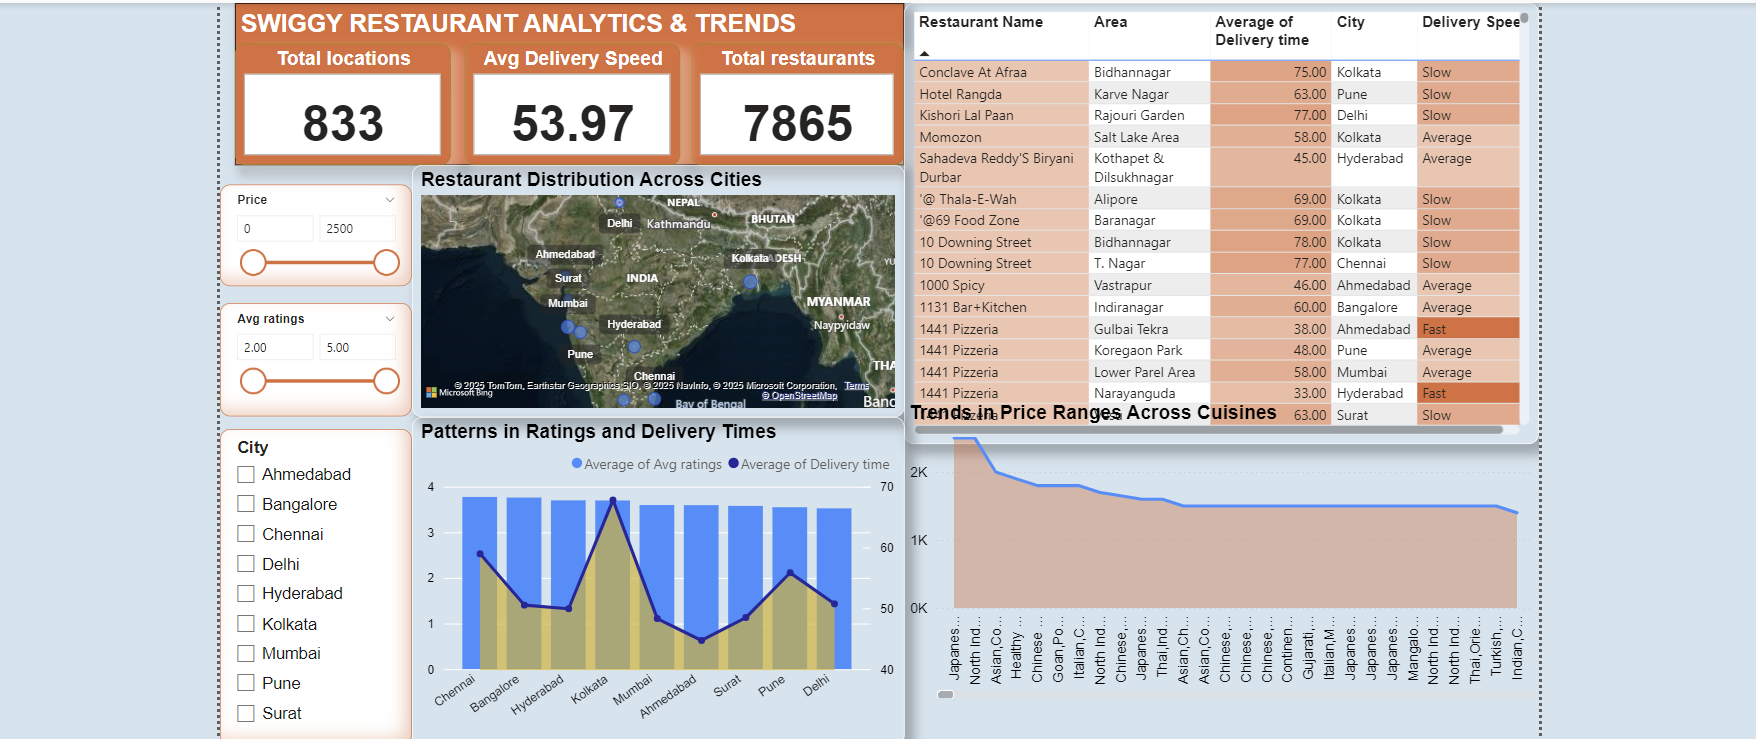 SWIGGY RESTAURANT ANALYTICS & TRENDS
Total locations
833
Avg Delivery Speed
53.97
Total restaurants
7865
Price
0 2500
Avg ratings
2.00 5.00
City
Ahmedabad
Bangalore
Chennai
Delhi
Hyderabad
Kolkata
Mumbai
Pune
Surat
Restaurant Distribution Across Cities
NEPAL
Delhi
Kathmandu
BHUTAN
Ahmedabad
Kolkata DESH
YU
Surat
INDIA
Mumbai
MYANMAR
Hyderabad
Naypyidaw
Pune
THA
Chennai
Microsoft Bing
© 2025 TomTom, Earthstar Geographics SIO, © 2025 NavInfo, © 2025 Microsoft Corporation, Terms
© OpenStreetMap
Bay of Bengal
Banc
Patterns in Ratings and Delivery Times
Average of Avg ratings Average of Delivery time
4 70
3 60
2
1 50
0 40
Chennai
Bangalore
Hyderabad
Kolkata
Mumbai
Ahmedabad
Surat
Pune
Delhi
Restaurant Name Area Average of Delivery time City Delivery Spee
Conclave At Afraa Bidhannagar 75.00 Kolkata Slow
Hotel Rangda Karve Nagar 63.00 Pune Slow
Kishori Lal Paan Rajouri Garden 77.00 Delhi Slow
Momozon Salt Lake Area 58.00 Kolkata Average
Sahadeva Reddy'S Biryani Durbar Kothapet & Dilsukhnagar 45.00 Hyderabad Average
'@ Thala-E-Wah Alipore 69.00 Kolkata Slow
'@69 Food Zone Baranagar 69.00 Kolkata Slow
10 Downing Street Bidhannagar 78.00 Kolkata Slow
10 Downing Street T. Nagar 77.00 Chennai Slow
1000 Spicy Vastrapur 46.00 Ahmedabad Average
1131 Bar+Kitchen Indiranagar 60.00 Bangalore Average
1441 Pizzeria Gulbai Tekra 38.00 Ahmedabad Fast
1441 Pizzeria Koregaon Park 48.00 Pune Average
1441 Pizzeria Lower Parel Area 58.00 Mumbai Average
1441 Pizzeria Narayanguda 33.00 Hyderabad Fast
1441 Pizzeria 63.00 Surat Slow
Trends in Price Ranges Across Cuisines
2K
1K
0K
Japanes...
North Ind...
Asian,Co...
Healthy ...
Chinese ...
Goan,Po...
Italian,C...
North Ind...
Chinese,...
Japanes...
Thai,Ind...
Asian,Ch...
Asian,Co...
Chinese,...
Chinese,...
Chinese,...
Continen...
Gujarati,...
Italian,M...
Japanes...
Japanes...
Japanes...
Mangalo...
North Ind...
North Ind...
Thai,Orie...
Turkish,...
Indian,C...